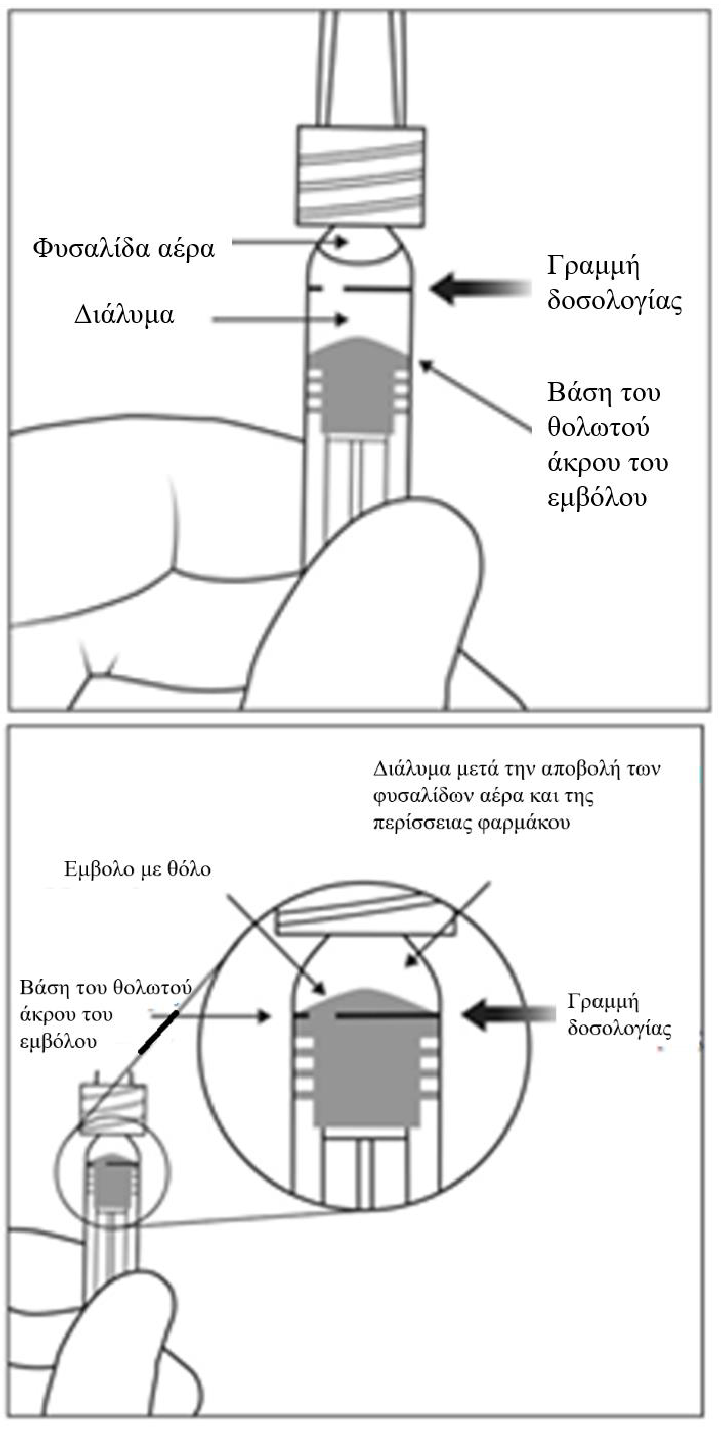 Φυσαλίδα αέρα
Διάλυμα
Γραμμή
δοσολογίας
Βάση του
θολωτού
άκρου του
εμβόλου
Διάλυμα μετά την αποβολή των
φυσαλίδων αέρα και της
περίσσειας φαρμάκου
Εμβολο με θόλο
Βάση του θολωτού
άκρου του
εμβόλου
Γραμμή
δοσολογίας